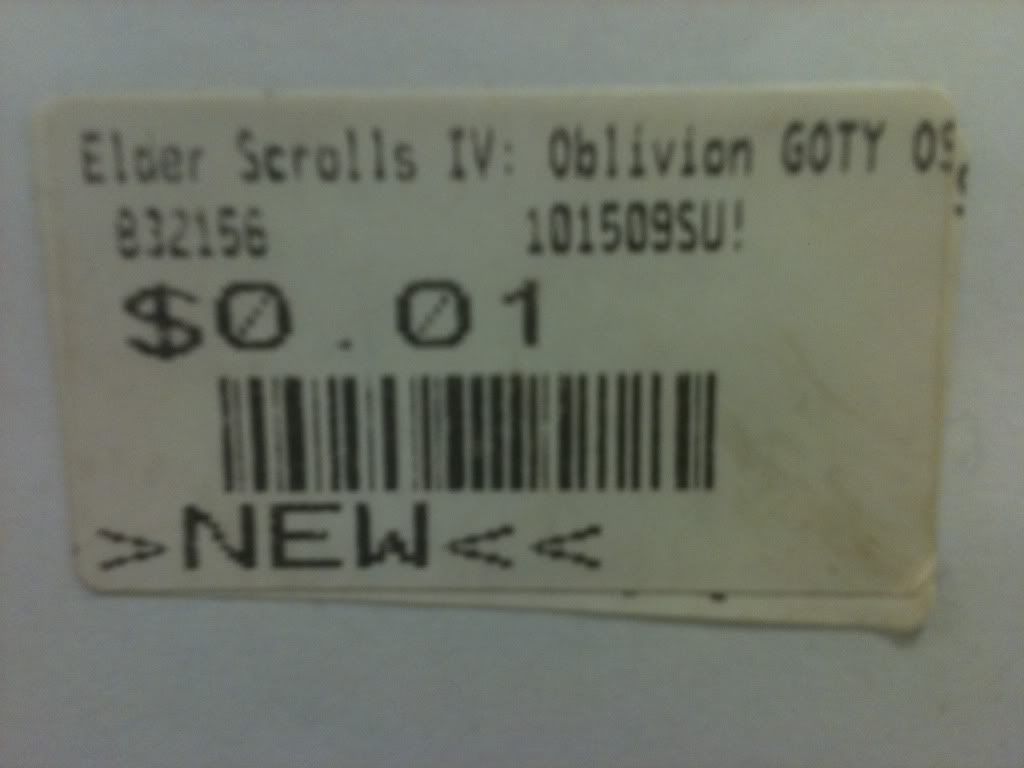 Elder Scrolls IV: Oblivion GOTY OS
832156 101509SU!
$0.01
>NEW<<